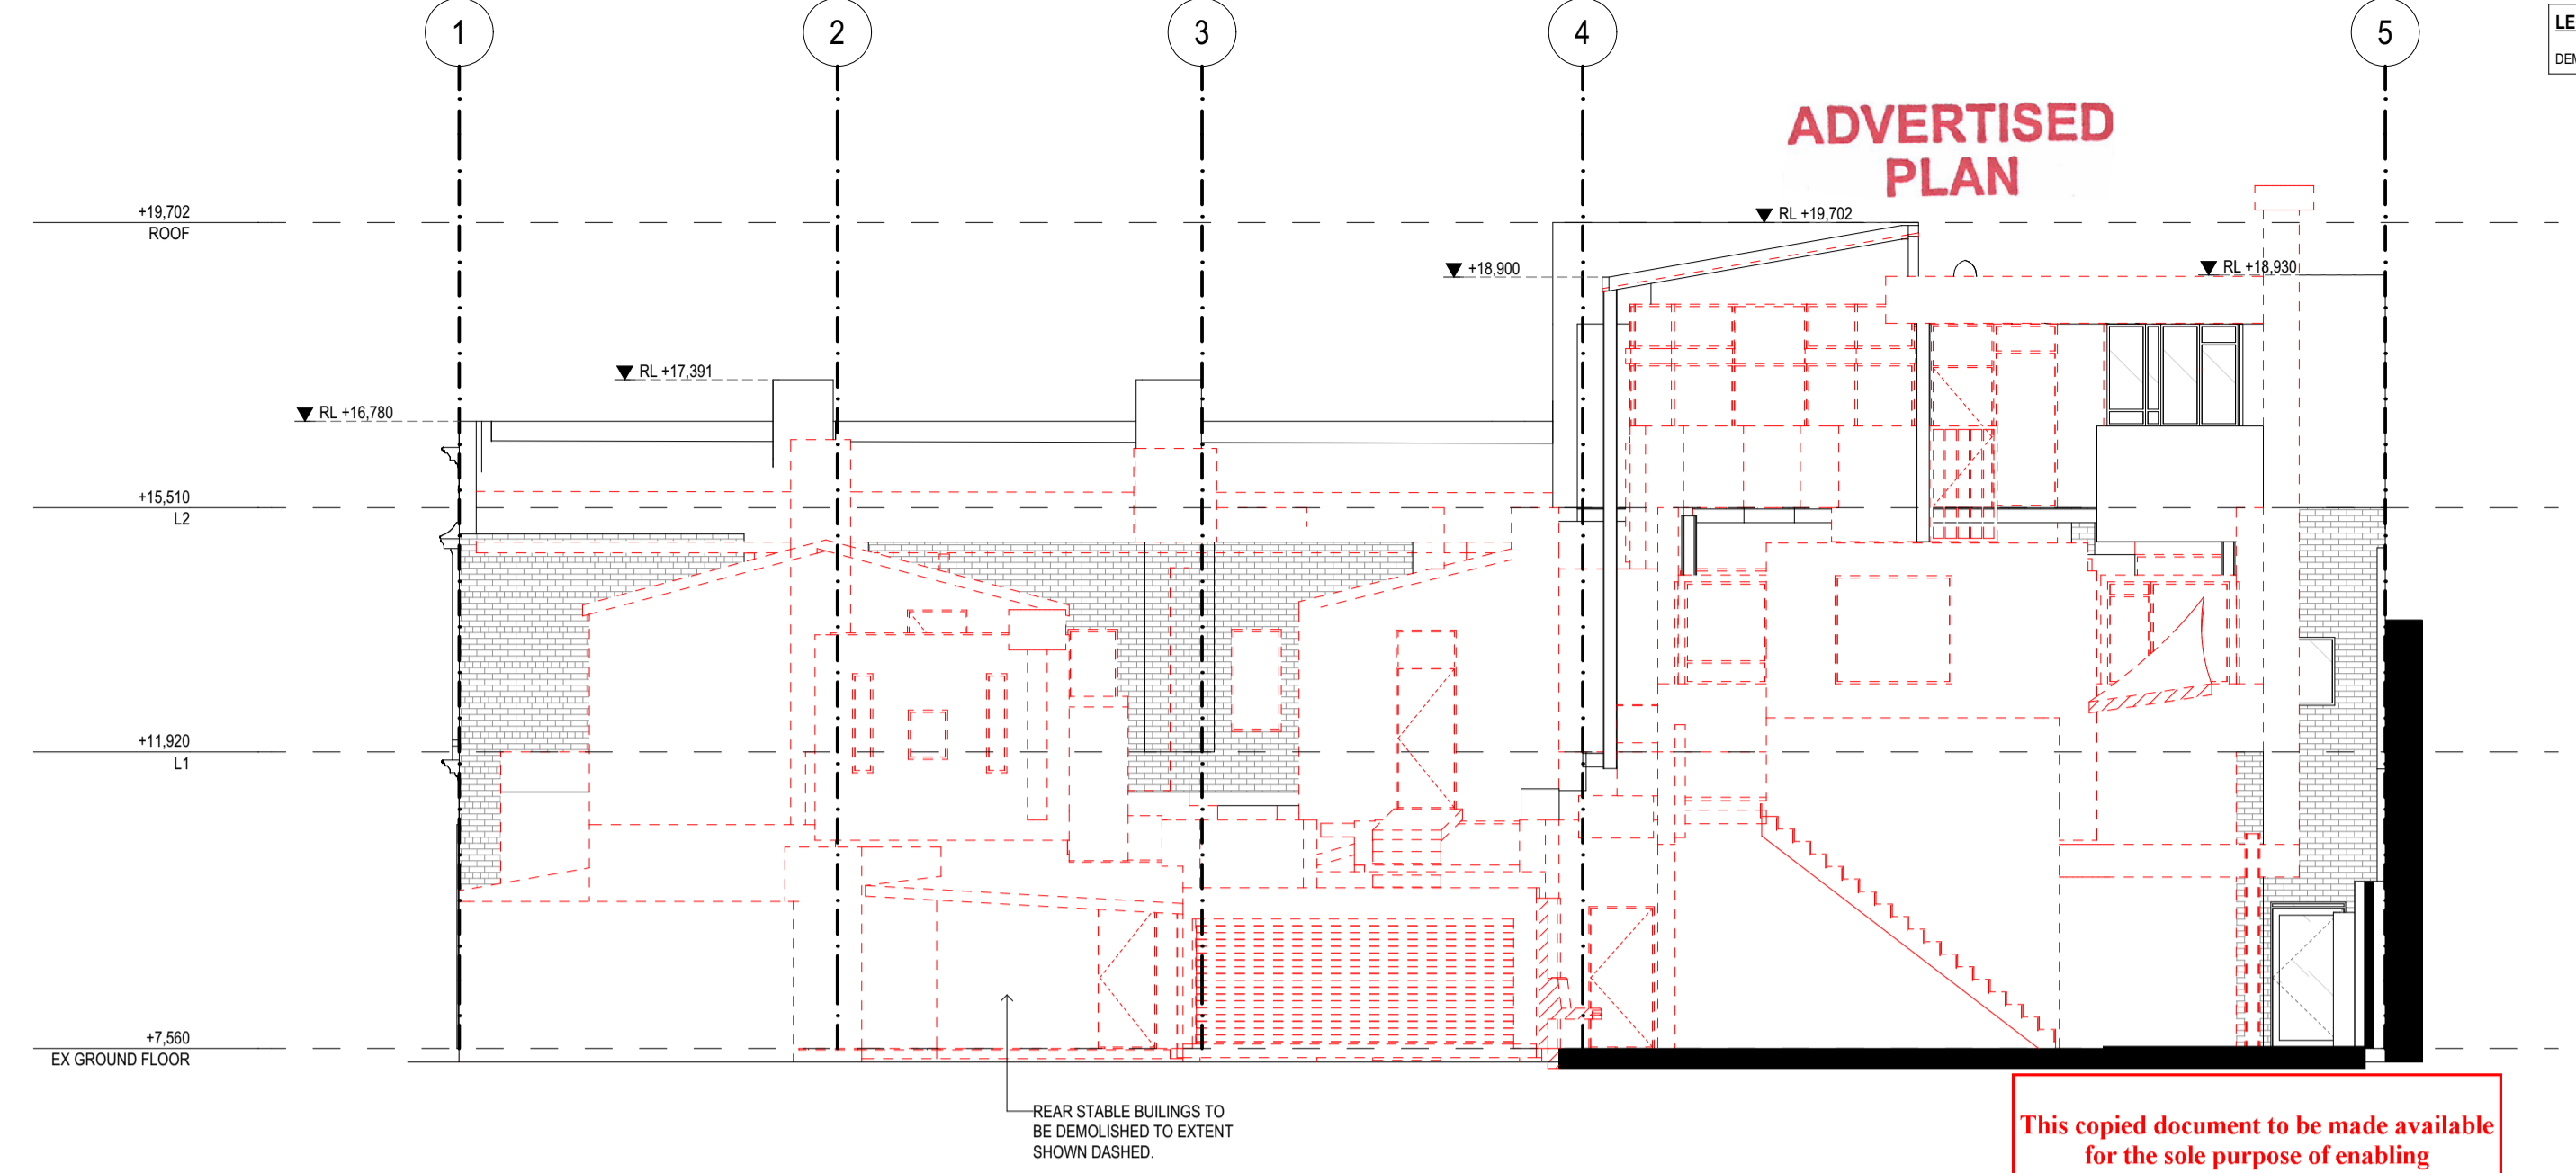 1
2
3
4
5
LE
DEM
ADVERTISED
PLAN
+19,702
ROOF
RL +19,702
+18,900
RL +18,930
RL +17,391
RL +16,780
+15,510
L2
+11,920
L1
+7,560
EX GROUND FLOOR
REAR STABLE BUILINGS TO
BE DEMOLISHED TO EXTENT
SHOWN DASHED.
This copied document to be made available
for the sole purpose of enabling